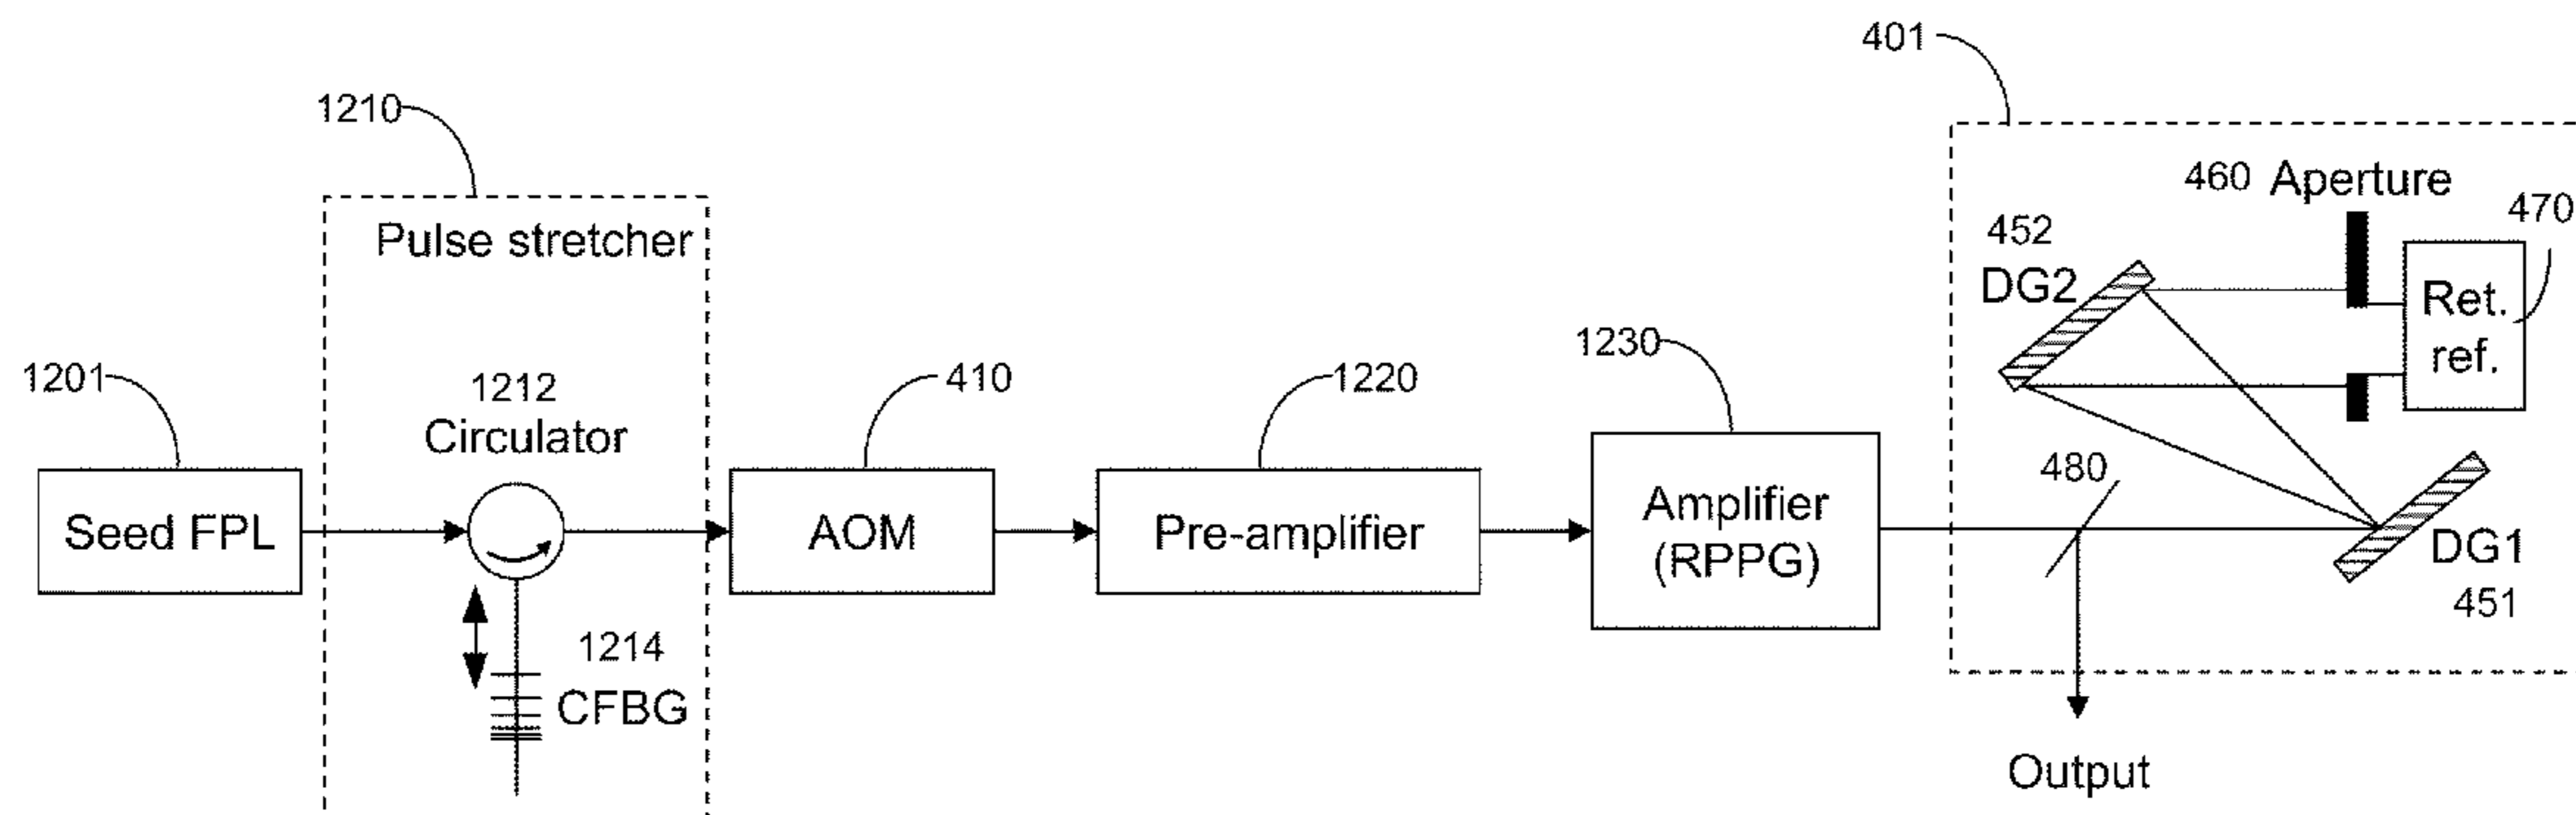 401
1210
460 Aperture
470
452
DG2
Ret.
ref.
Pulse stretcher
1230
1201
1212
Circulator
410
1220
480
Seed FPL
AOM
Pre-amplifier
Amplifier
(RPPG)
DG1
451
1214
CFBG
Output